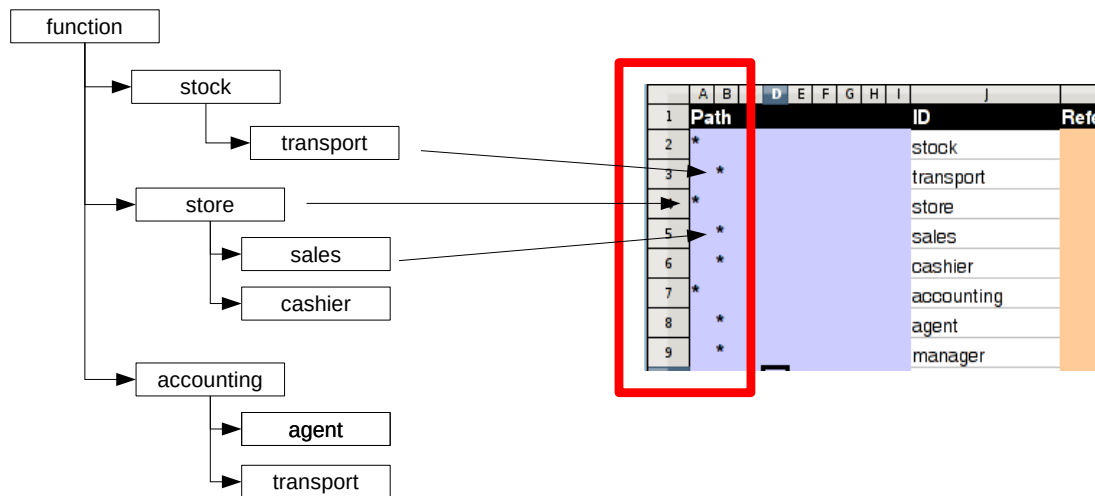 function
stock
transport
store
sales
cashier
accounting
agent
transport
A B D E F G H I J
1 Path ID Refe
2 * stock
3 * transport
4 * store
5 * sales
6 * cashier
7 * accounting
8 * agent
9 * manager